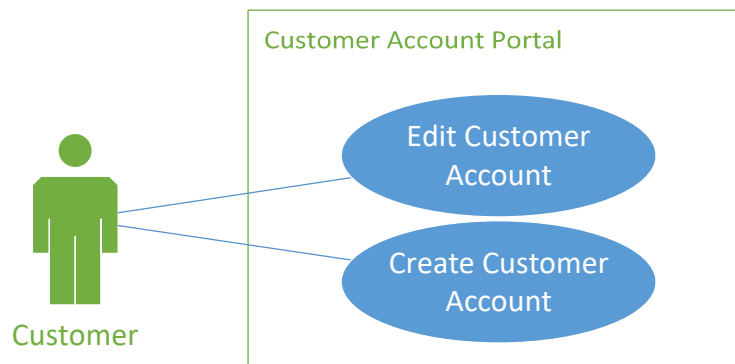 Customer Account Portal
Edit Customer
Account
Create Customer
Account
Customer